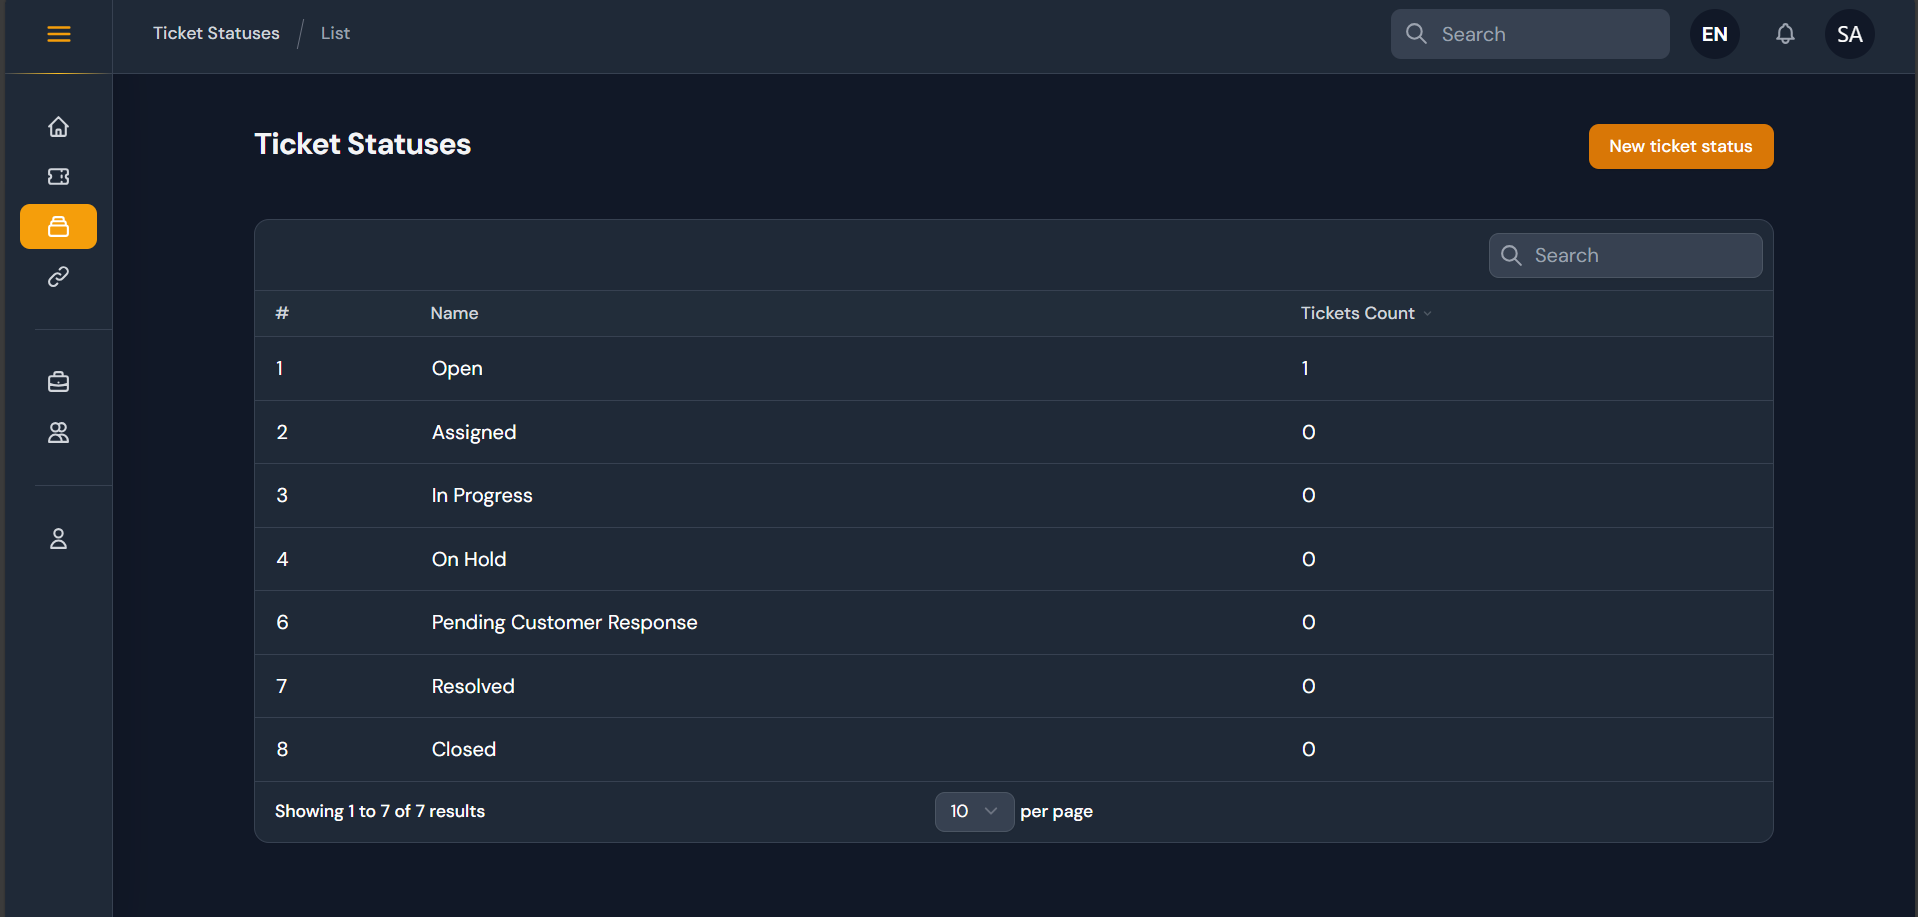 Ticket Statuses / List
Search
EN
SA
Ticket Statuses
New ticket status
Search
# Name Tickets Count
1 Open 1
2 Assigned 0
3 In Progress 0
4 On Hold 0
6 Pending Customer Response 0
7 Resolved 0
8 Closed 0
Showing 1 to 7 of 7 results 10 per page